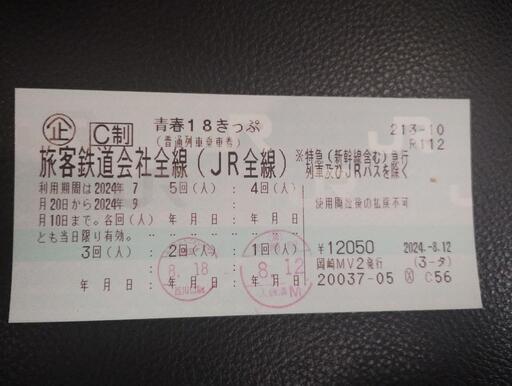 企 C制 青春18きっぷ
(普通列車乗車券)
213-10
R112
旅客鉄道会社全線(JR全線)
※特急(新幹線含む)急行
列車及びJRバスを除く
利用期間は2024年 7
月20日から2024年 9
月10日まで。各回(人)
とも当日限り有効。
5回(人) : 4回(人) :
年 月 日 年 月 日
使用開始後の払戻不可
3回(人) : 2回(人) : 1回(人) :
年 月 日 年 月 日 年 月 日
8.18
8.12
M
¥12050
2024.-8.12
岡崎MV2発行
(3-タ)
20037-05
C56